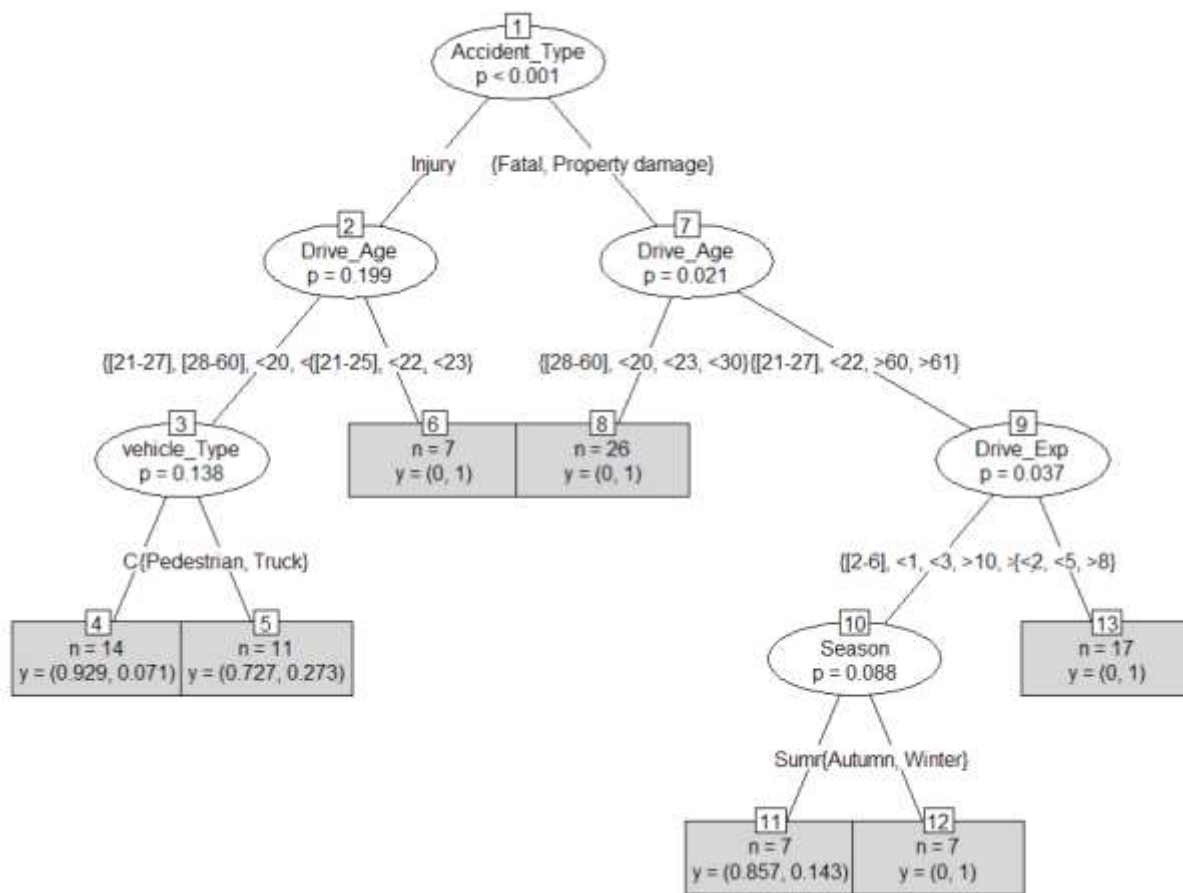 1
Accident_Type
p < 0.001
Injury
{Fatal, Property damage}
2
Drive_Age
p = 0.199
7
Drive_Age
p = 0.021
{[21-27], [28-60], <20, <
{[21-25], <22, <23}
{[28-60], <20, <23, <30}
{[21-27], <22, >60, >61}
3
vehicle_Type
p = 0.138
6
n = 7
y = (0, 1)
8
n = 26
y = (0, 1)
9
Drive_Exp
p = 0.037
C{Pedestrian, Truck}
{[2-6], <1, <3, >10, >
{<2, <5, >8}
4
n = 14
y = (0.929, 0.071)
5
n = 11
y = (0.727, 0.273)
10
Season
p = 0.088
13
n = 17
y = (0, 1)
Sumr{Autumn, Winter}
11
n = 7
y = (0.857, 0.143)
12
n = 7
y = (0, 1)